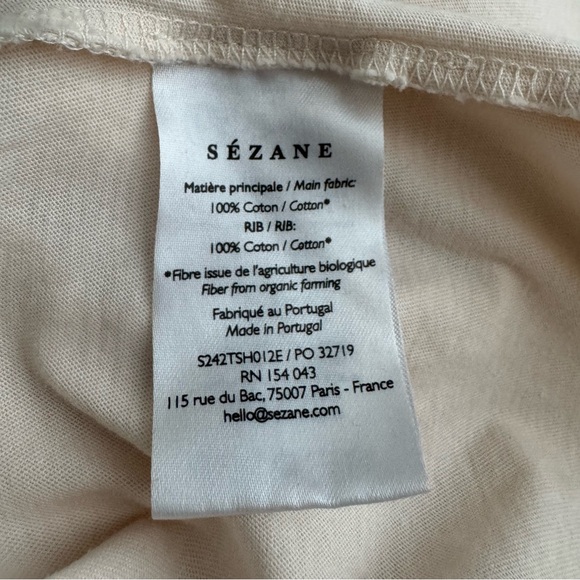 SÉZANE
Matière principale / Main fabric:
100% Coton / Cotton*
RIB / RIB:
100% Coton / Cotton*
*Fibre issue de l'agriculture biologique
Fiber from organic farming
Fabriqué au Portugal
Made in Portugal
S242TSH012E / PO 32719
RN 154 043
115 rue du Bac, 75007 Paris - France
hello@sezane.com